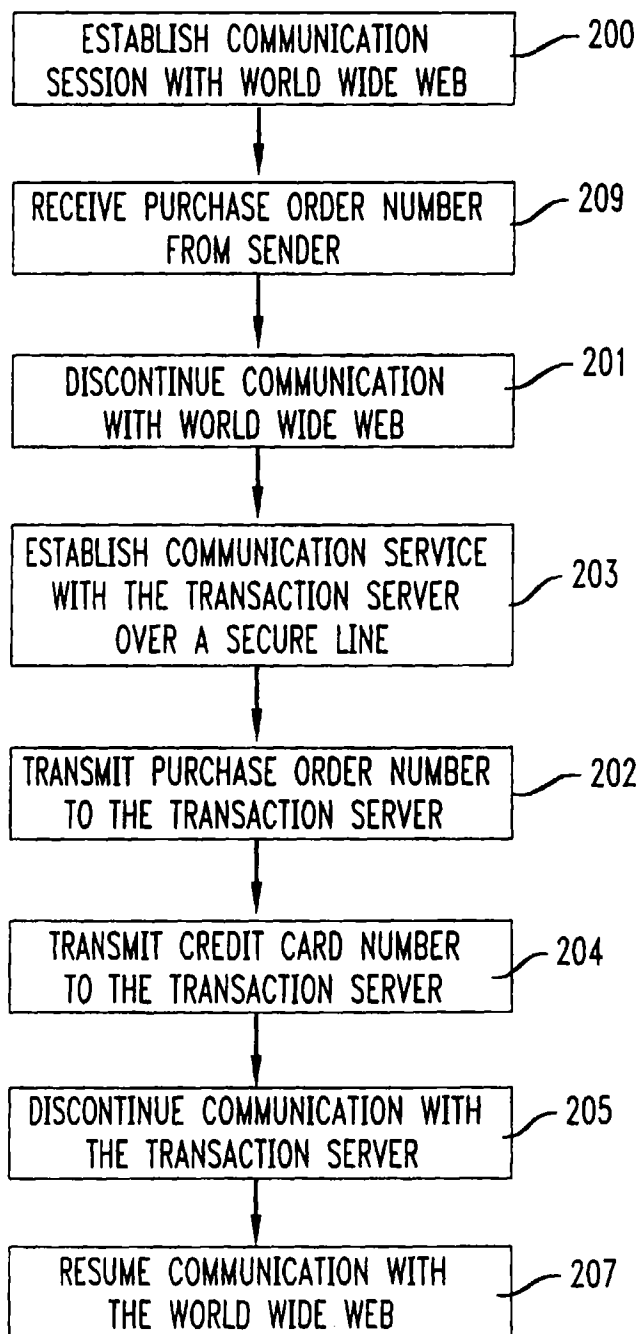 ESTABLISH COMMUNICATION
SESSION WITH WORLD WIDE WEB
200
RECEIVE PURCHASE ORDER NUMBER
FROM SENDER
209
DISCONTINUE COMMUNICATION
WITH WORLD WIDE WEB
201
ESTABLISH COMMUNICATION SERVICE
WITH THE TRANSACTION SERVER
OVER A SECURE LINE
203
TRANSMIT PURCHASE ORDER NUMBER
TO THE TRANSACTION SERVER
202
TRANSMIT CREDIT CARD NUMBER
TO THE TRANSACTION SERVER
204
DISCONTINUE COMMUNICATION WITH
THE TRANSACTION SERVER
205
RESUME COMMUNICATION WITH
THE WORLD WIDE WEB
207